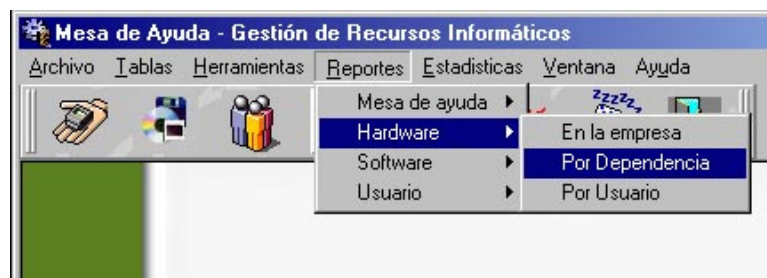 Mesa de Ayuda - Gestión de Recursos Informáticos
Archivo Tablas Herramientas Reportes Estadisticas Ventana Ayuda
Mesa de ayuda
zzzzz
Hardware
En la empresa
Software
Por Dependencia
Usuario
Por Usuario